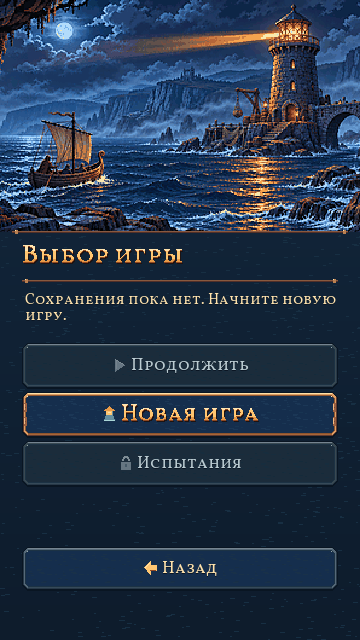 Выбор игры
Сохранения пока нет. Начните новую
игру.
Продолжить
Новая игра
Испытания
Назад